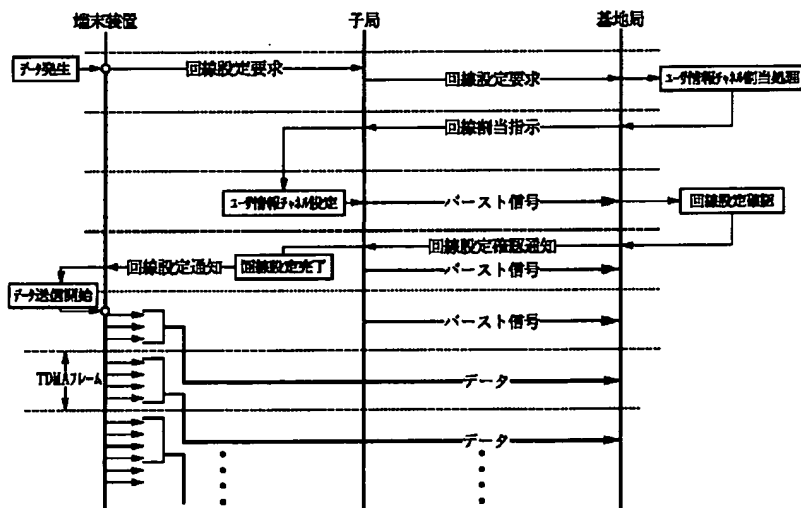 端末装置
子局
基地局
データ発生
回線設定要求
回線設定要求
ユーザ情報チャネル割当処理
回線割当指示
ユーザ情報チャネル設定
バースト信号
回線設定確認
回線設定確認通知
回線設定通知
回線設定完了
バースト信号
データ送信開始
バースト信号
TDMAフレーム
データ
データ